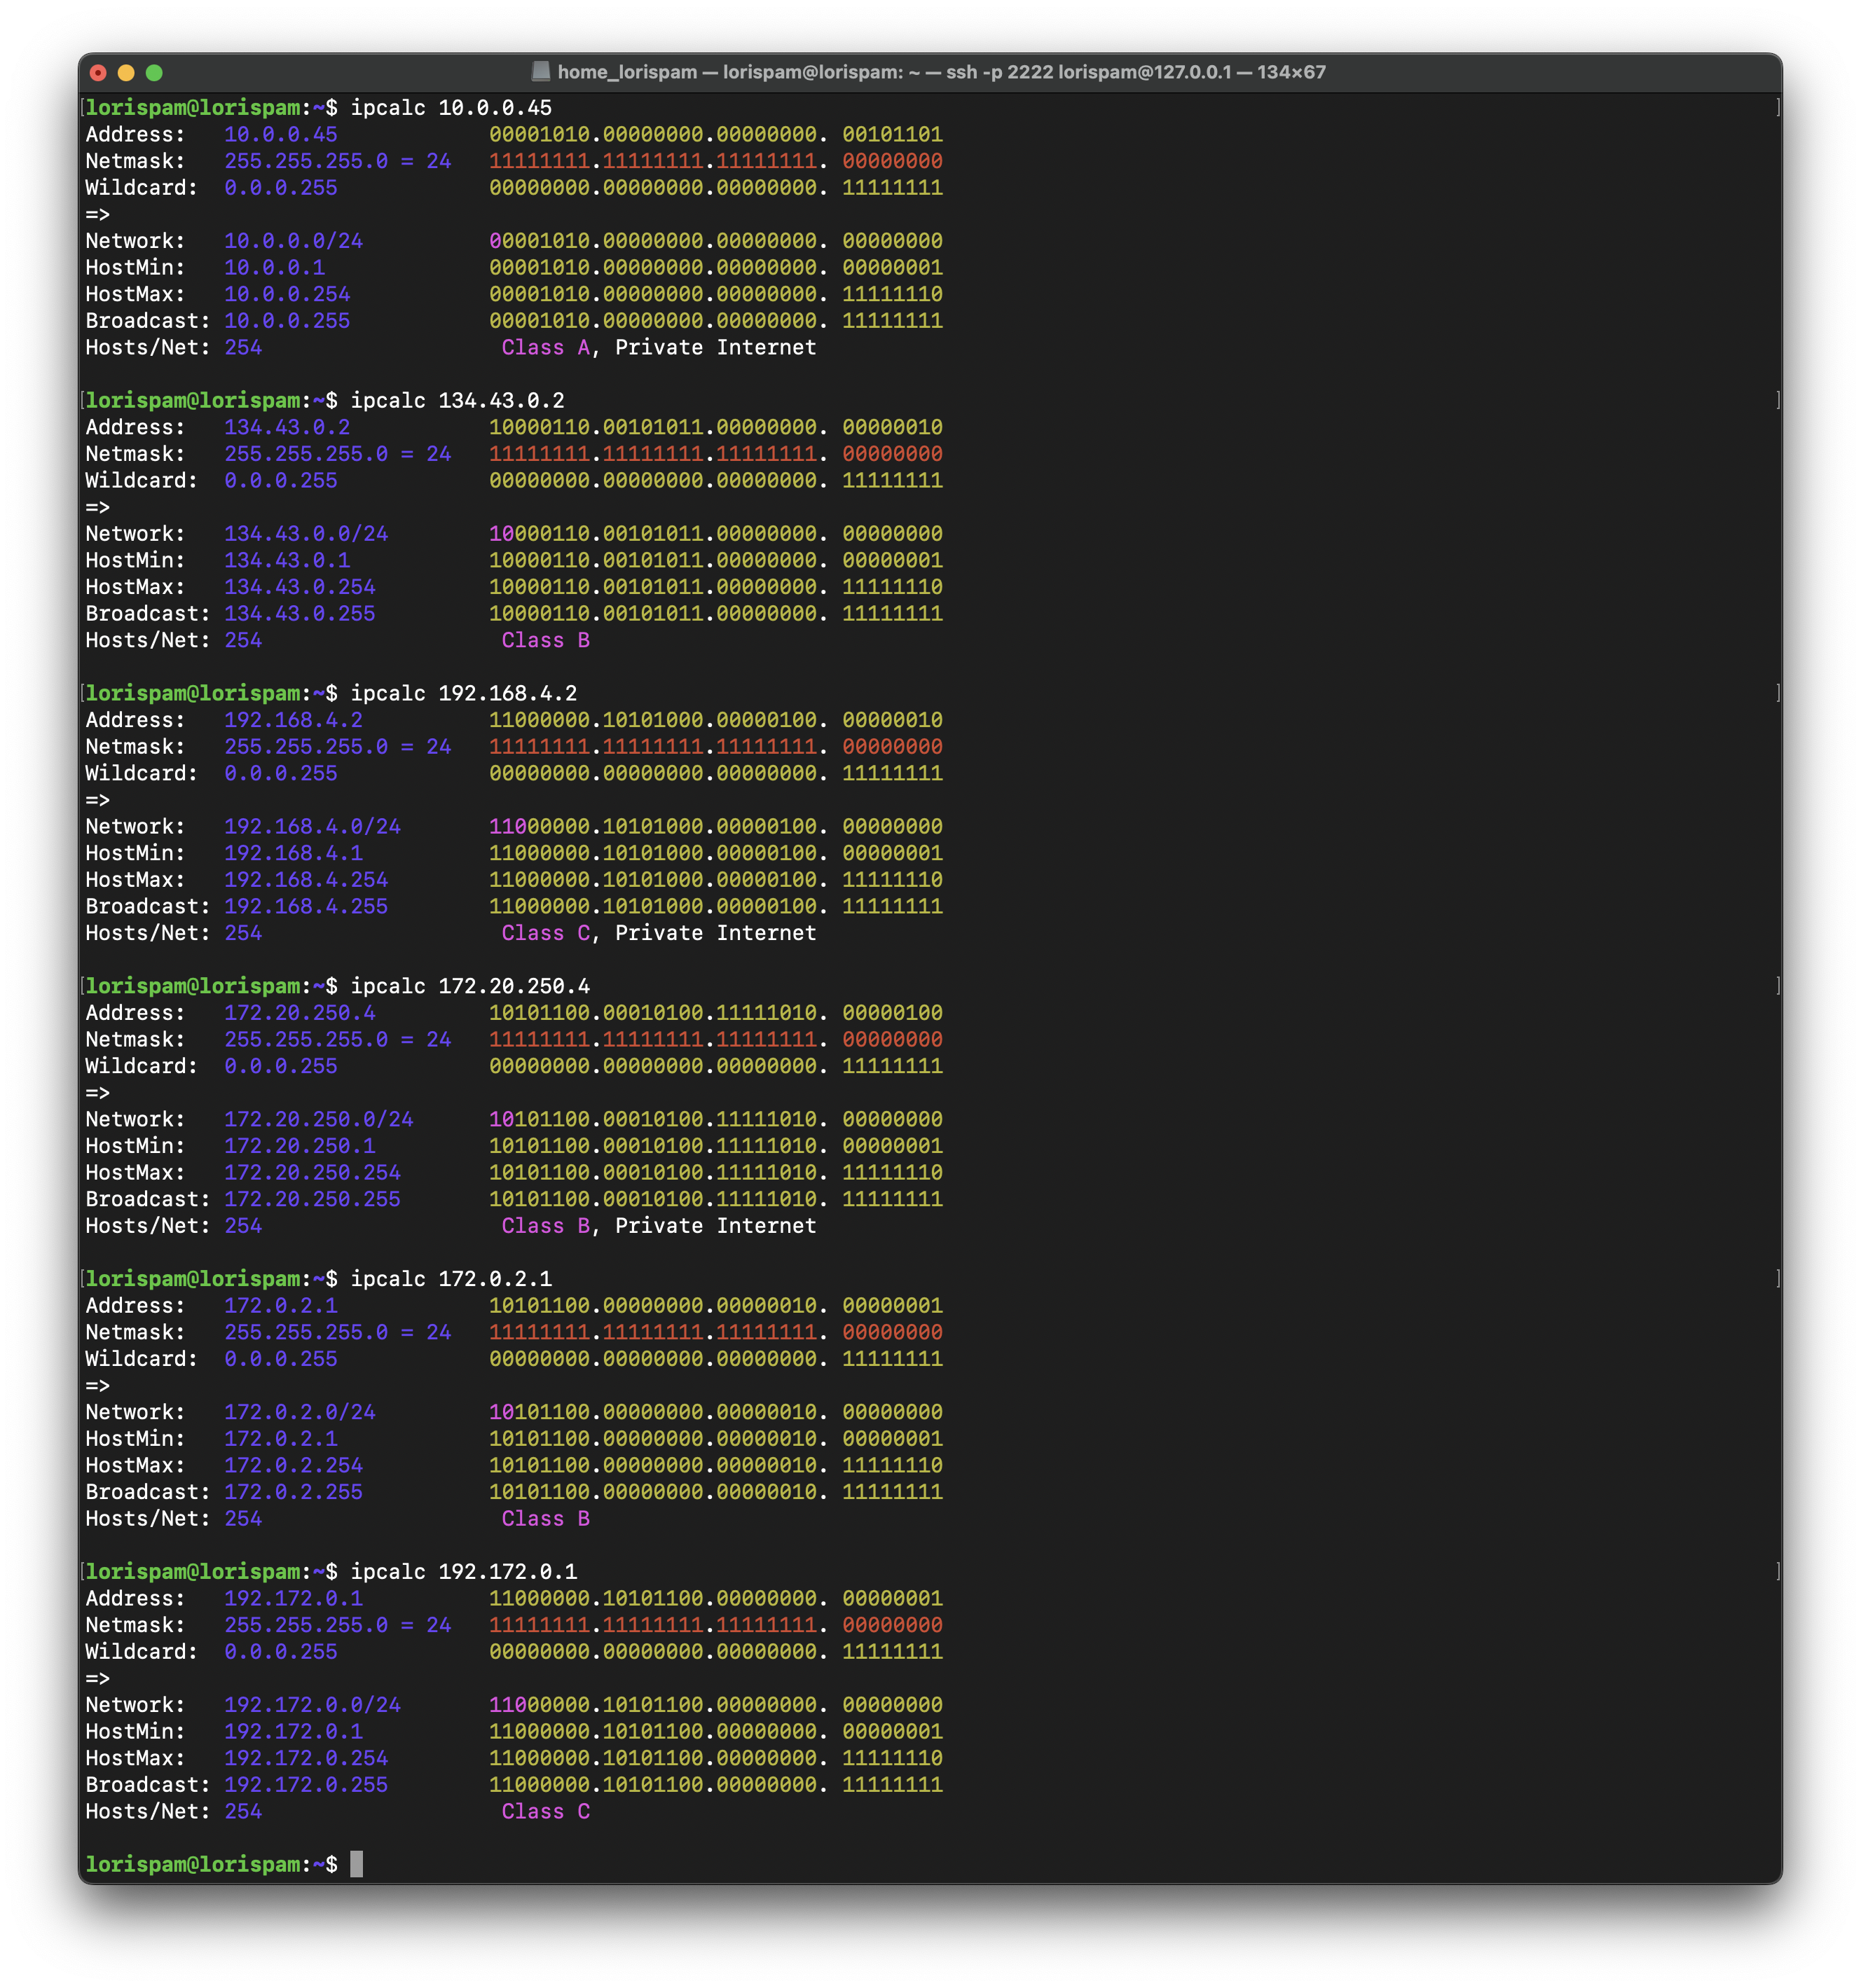 home_lorispam — lorispam@lorispam: ~ — ssh -p 2222 lorispam@127.0.0.1 — 134×67
[lorispam@lorispam:~$ ipcalc 10.0.0.45 ]
Address:   10.0.0.45            00001010.00000000.00000000. 00101101
Netmask:   255.255.255.0 = 24   11111111.11111111.11111111. 00000000
Wildcard:  0.0.0.255            00000000.00000000.00000000. 11111111
=>
Network:   10.0.0.0/24          00001010.00000000.00000000. 00000000
HostMin:   10.0.0.1             00001010.00000000.00000000. 00000001
HostMax:   10.0.0.254           00001010.00000000.00000000. 11111110
Broadcast: 10.0.0.255           00001010.00000000.00000000. 11111111
Hosts/Net: 254                   Class A, Private Internet
[lorispam@lorispam:~$ ipcalc 134.43.0.2 ]
Address:   134.43.0.2           10000110.00101011.00000000. 00000010
Netmask:   255.255.255.0 = 24   11111111.11111111.11111111. 00000000
Wildcard:  0.0.0.255            00000000.00000000.00000000. 11111111
=>
Network:   134.43.0.0/24        10000110.00101011.00000000. 00000000
HostMin:   134.43.0.1           10000110.00101011.00000000. 00000001
HostMax:   134.43.0.254         10000110.00101011.00000000. 11111110
Broadcast: 134.43.0.255         10000110.00101011.00000000. 11111111
Hosts/Net: 254                   Class B
[lorispam@lorispam:~$ ipcalc 192.168.4.2 ]
Address:   192.168.4.2          11000000.10101000.00000100. 00000010
Netmask:   255.255.255.0 = 24   11111111.11111111.11111111. 00000000
Wildcard:  0.0.0.255            00000000.00000000.00000000. 11111111
=>
Network:   192.168.4.0/24       11000000.10101000.00000100. 00000000
HostMin:   192.168.4.1          11000000.10101000.00000100. 00000001
HostMax:   192.168.4.254        11000000.10101000.00000100. 11111110
Broadcast: 192.168.4.255        11000000.10101000.00000100. 11111111
Hosts/Net: 254                   Class C, Private Internet
[lorispam@lorispam:~$ ipcalc 172.20.250.4 ]
Address:   172.20.250.4         10101100.00010100.11111010. 00000100
Netmask:   255.255.255.0 = 24   11111111.11111111.11111111. 00000000
Wildcard:  0.0.0.255            00000000.00000000.00000000. 11111111
=>
Network:   172.20.250.0/24      10101100.00010100.11111010. 00000000
HostMin:   172.20.250.1         10101100.00010100.11111010. 00000001
HostMax:   172.20.250.254       10101100.00010100.11111010. 11111110
Broadcast: 172.20.250.255       10101100.00010100.11111010. 11111111
Hosts/Net: 254                   Class B, Private Internet
[lorispam@lorispam:~$ ipcalc 172.0.2.1 ]
Address:   172.0.2.1            10101100.00000000.00000010. 00000001
Netmask:   255.255.255.0 = 24   11111111.11111111.11111111. 00000000
Wildcard:  0.0.0.255            00000000.00000000.00000000. 11111111
=>
Network:   172.0.2.0/24         10101100.00000000.00000010. 00000000
HostMin:   172.0.2.1            10101100.00000000.00000010. 00000001
HostMax:   172.0.2.254          10101100.00000000.00000010. 11111110
Broadcast: 172.0.2.255          10101100.00000000.00000010. 11111111
Hosts/Net: 254                   Class B
[lorispam@lorispam:~$ ipcalc 192.172.0.1 ]
Address:   192.172.0.1          11000000.10101100.00000000. 00000001
Netmask:   255.255.255.0 = 24   11111111.11111111.11111111. 00000000
Wildcard:  0.0.0.255            00000000.00000000.00000000. 11111111
=>
Network:   192.172.0.0/24       11000000.10101100.00000000. 00000000
HostMin:   192.172.0.1          11000000.10101100.00000000. 00000001
HostMax:   192.172.0.254        11000000.10101100.00000000. 11111110
Broadcast: 192.172.0.255        11000000.10101100.00000000. 11111111
Hosts/Net: 254                   Class C
lorispam@lorispam:~$